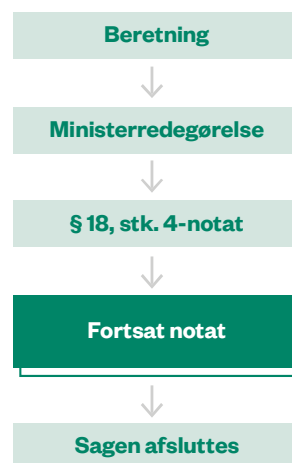 Beretning
Ministerredegørelse
§ 18, stk. 4-notat
Fortsat notat
Sagen afsluttes